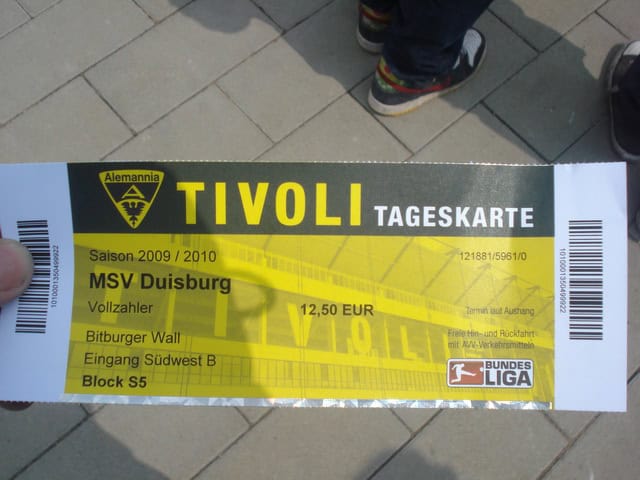 Alemannia
TIVOLI TAGESKARTE
Saison 2009 / 2010
121881/5961/0
MSV Duisburg
Vollzahler
12,50 EUR
Termin laut Aushang
Bitburger Wall
Freie Hin- und Rückfahrt
mit AVV-Verkehrsmitteln
Eingang Südwest B
Block S5
BUNDES
LIGA
TIVOLI